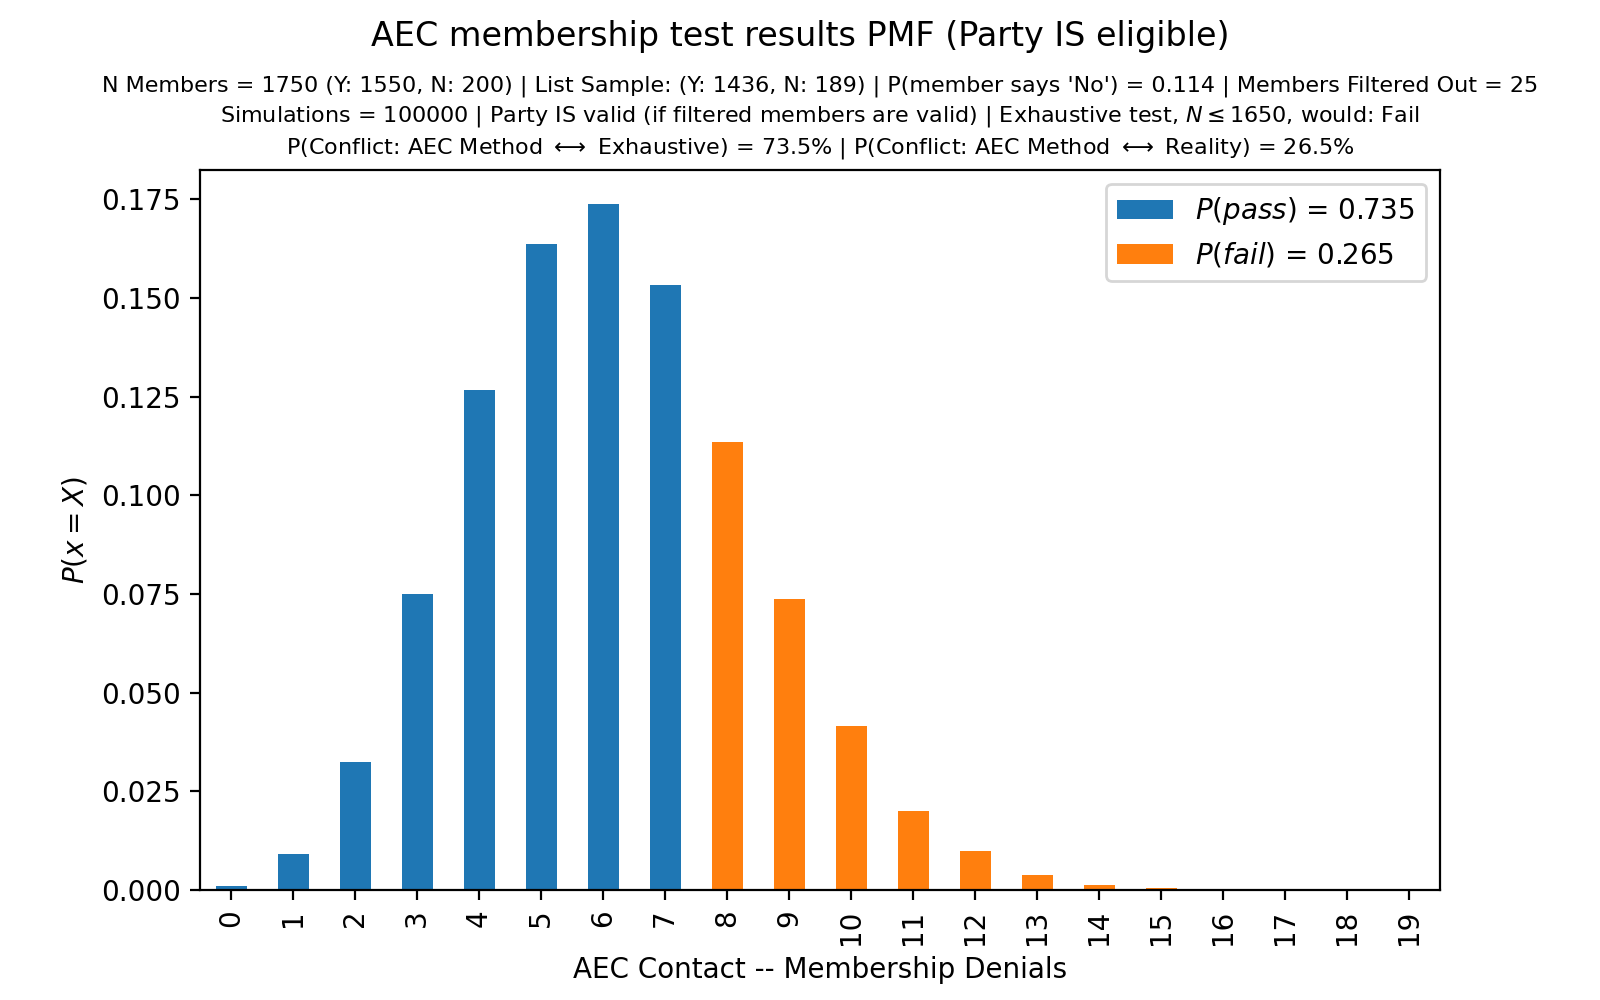 AEC membership test results PMF (Party IS eligible)
N Members = 1750 (Y: 1550, N: 200) | List Sample: (Y: 1436, N: 189) | P(member says 'No') = 0.114 | Members Filtered Out = 25
Simulations = 100000 | Party IS valid (if filtered members are valid) | Exhaustive test, N ≤ 1650, would: Fail
P(Conflict: AEC Method ⟷ Exhaustive) = 73.5% | P(Conflict: AEC Method ⟷ Reality) = 26.5%
P(pass) = 0.735
P(fail) = 0.265
0.175
0.150
0.125
0.100
0.075
0.050
0.025
0.000
P(x = X)
0 1 2 3 4 5 6 7 8 9 10 11 12 13 14 15 16 17 18 19
AEC Contact -- Membership Denials